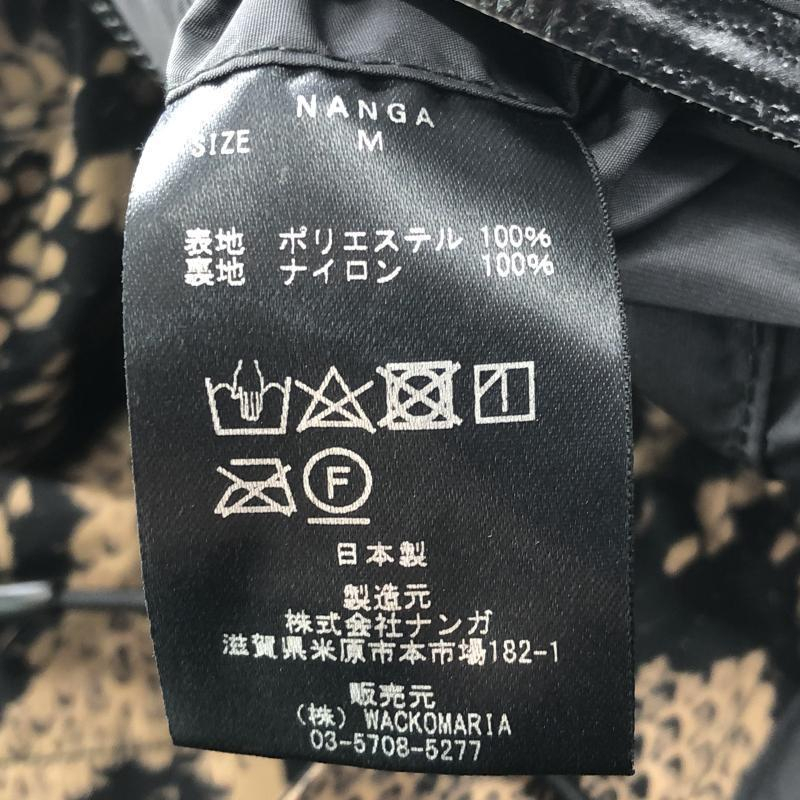 NANGA
SIZE M
表地 ポリエステル 100%
裏地 ナイロン 100%
F
日本製
製造元
株式会社ナンガ
滋賀県米原市本市場182-1
販売元
(株) WACKOMARIA
03-5708-5277